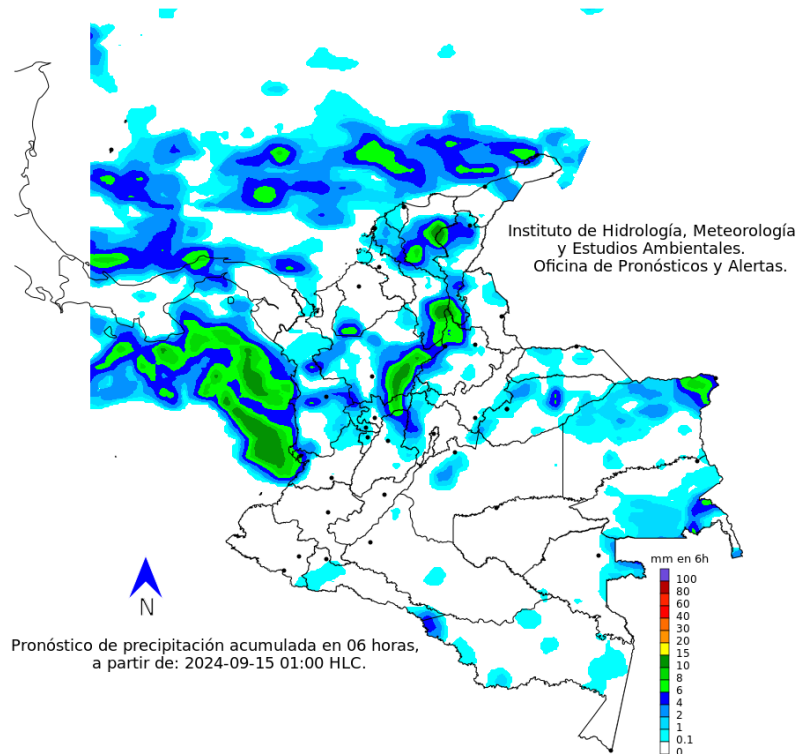 Instituto de Hidrología, Meteorología
y Estudios Ambientales.
Oficina de Pronósticos y Alertas.
mm en 6h
100
80
60
40
30
20
15
10
8
6
4
2
1
0.1
0
N
Pronóstico de precipitación acumulada en 06 horas,
a partir de: 2024-09-15 01:00 HLC.